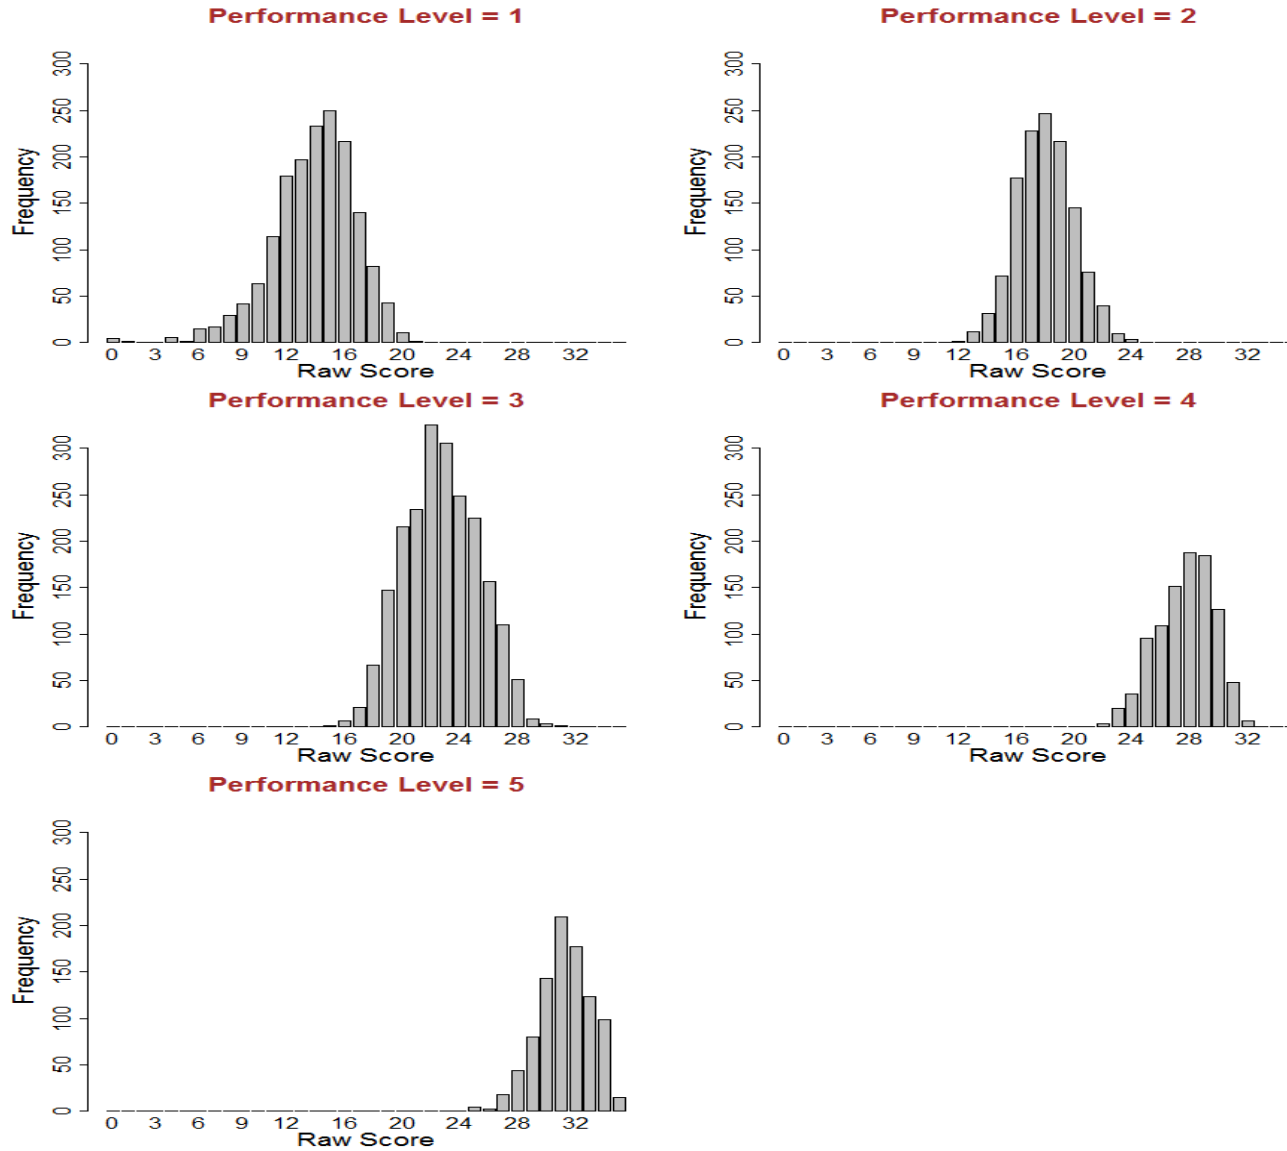 Performance Level = 1
Frequency
0 50 100 150 200 250 300
0 3 6 9 12 16 20 24 28 32
Raw Score
Performance Level = 2
Frequency
0 50 100 150 200 250 300
0 3 6 9 12 16 20 24 28 32
Raw Score
Performance Level = 3
Frequency
0 50 100 150 200 250 300
0 3 6 9 12 16 20 24 28 32
Raw Score
Performance Level = 4
Frequency
0 50 100 150 200 250 300
0 3 6 9 12 16 20 24 28 32
Raw Score
Performance Level = 5
Frequency
0 50 100 150 200 250 300
0 3 6 9 12 16 20 24 28 32
Raw Score